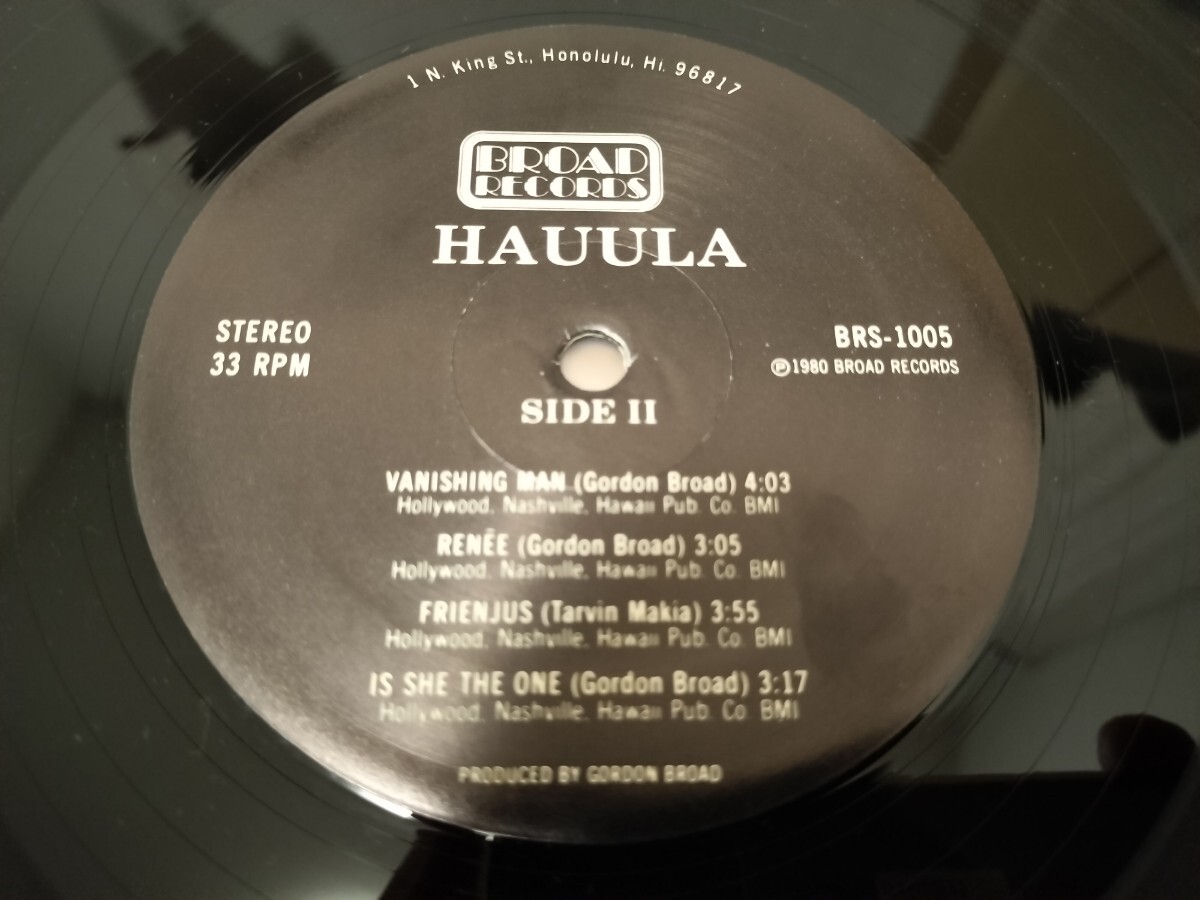 1 N. King St., Honolulu, Hi. 96817
BROAD
RECORDS
HAUULA
STEREO
33 RPM
BRS-1005
℗1980 BROAD RECORDS
SIDE II
VANISHING MAN (Gordon Broad) 4:03
Hollywood, Nashville, Hawaii Pub. Co. BMI
RENÉE (Gordon Broad) 3:05
Hollywood, Nashville, Hawaii Pub. Co. BMI
FRIENJUS (Tarvin Makia) 3:55
Hollywood, Nashville, Hawaii Pub. Co. BMI
IS SHE THE ONE (Gordon Broad) 3:17
Hollywood, Nashville, Hawaii Pub. Co. BMI
PRODUCED BY GORDON BROAD